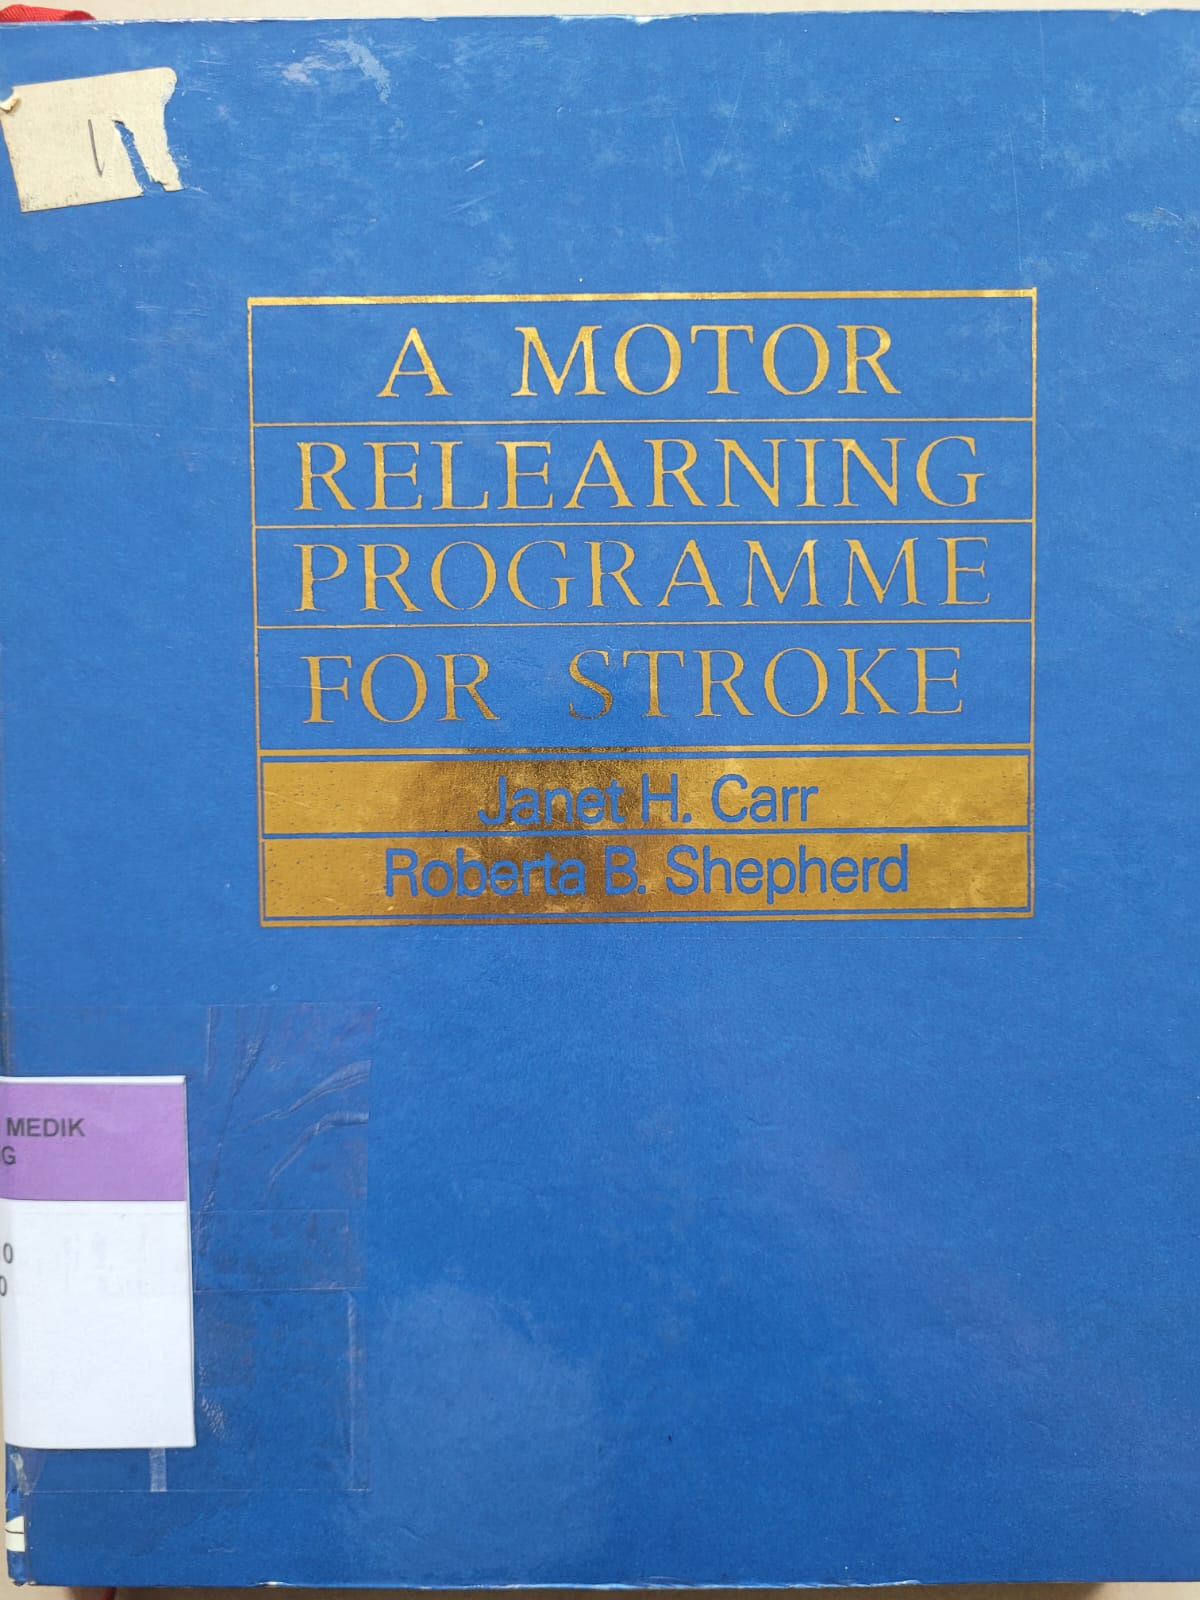 A MOTOR
RELEARNING
PROGRAMME
FOR STROKE
Janet H. Carr
Roberta B. Shepherd
MEDIK
G
0
0